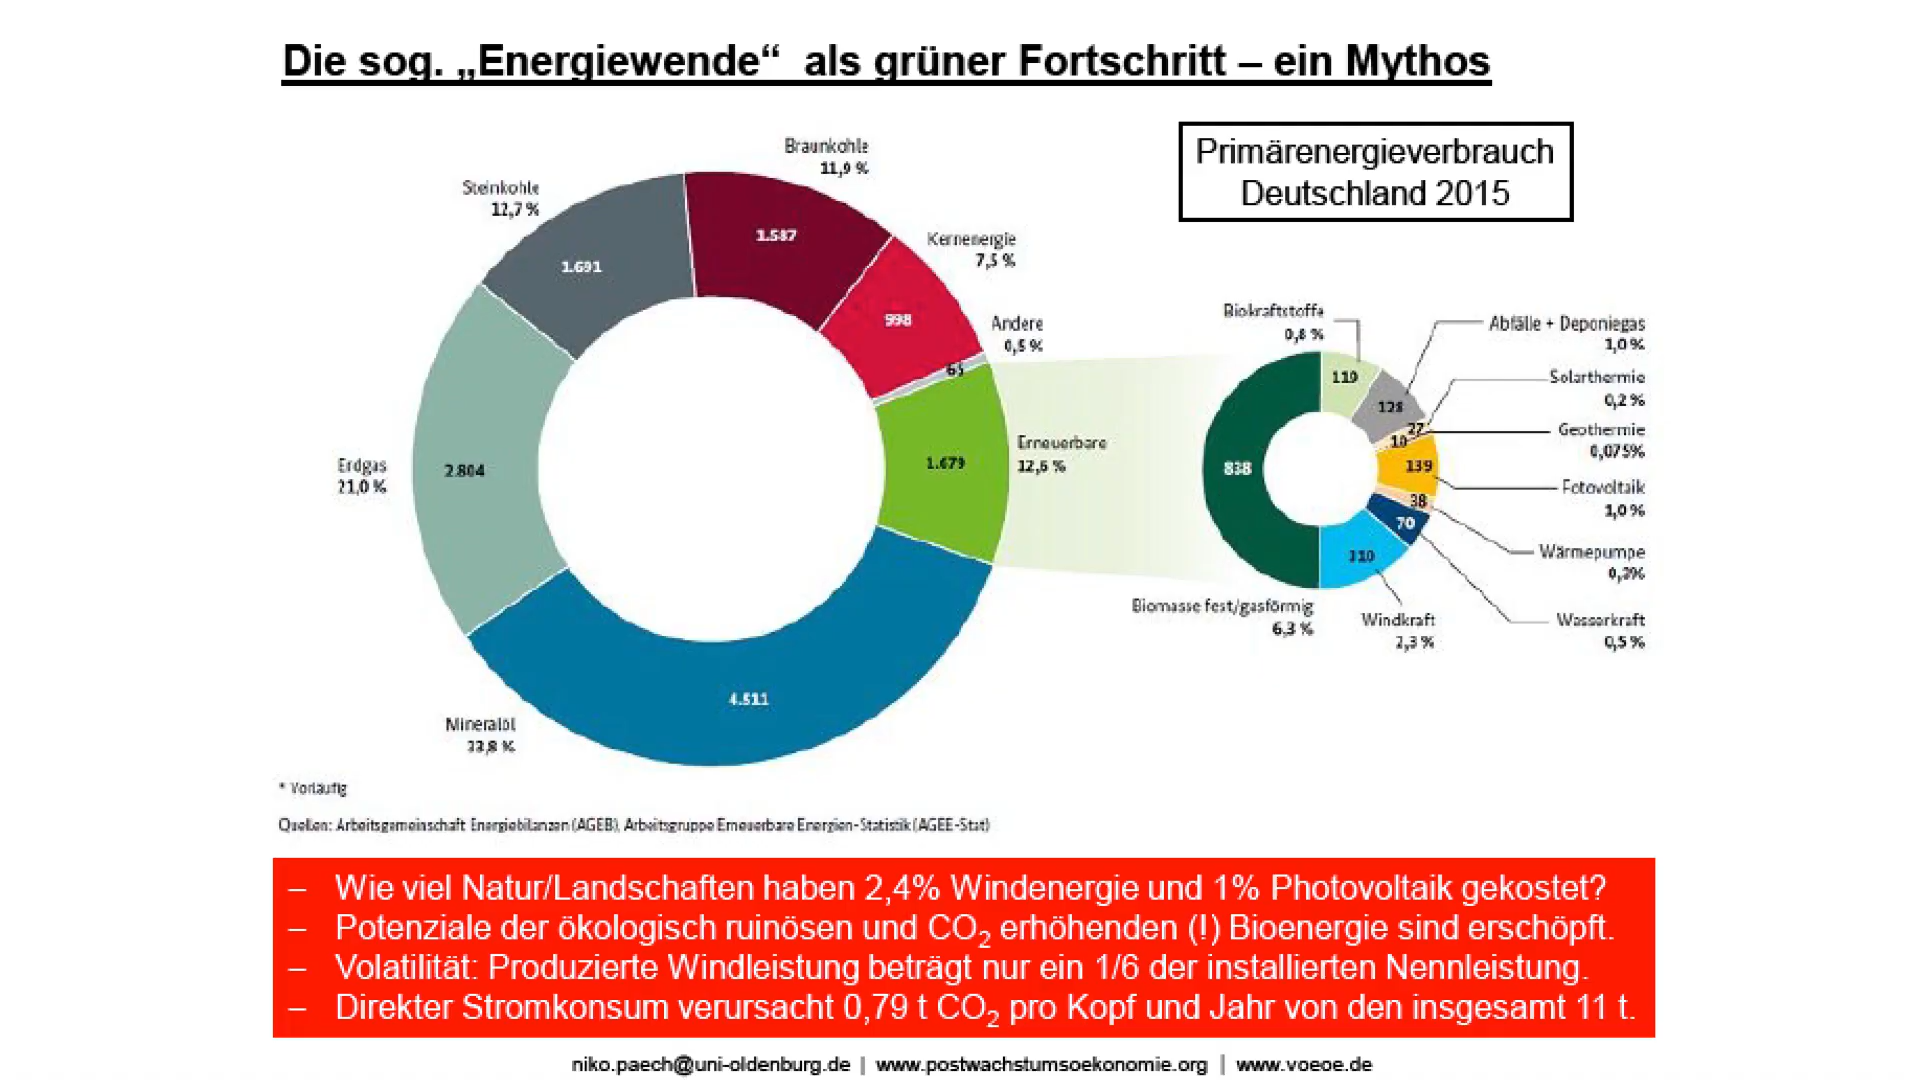 Die sog. „Energiewende“ als grüner Fortschritt – ein Mythos
Primärenergieverbrauch
Deutschland 2015
Braunkohle
11,9 %
1.587
Steinkohle
12,7 %
1.691
Kernenergie
7,5 %
998
Andere
0,5 %
65
Erneuerbare
12,6 %
1.679
Erdgas
21,0 %
2.804
Mineralöl
33,8 %
4.511
Biokraftstoffe
0,8 %
119
Abfälle + Deponiegas
1,0 %
128
Solarthermie
0,2 %
27
Geothermie
0,075%
10
Fotovoltaik
1,0 %
139
Wärmepumpe
38
Wasserkraft
0,5 %
70
Windkraft
2,3 %
310
Biomasse fest/gasförmig
6,3 %
838
* Vorläufig
Quellen: Arbeitsgemeinschaft Energiebilanzen (AGEB), Arbeitsgruppe Erneuerbare Energien-Statistik (AGEE-Stat)
– Wie viel Natur/Landschaften haben 2,4% Windenergie und 1% Photovoltaik gekostet?
– Potenziale der ökologisch ruinösen und CO₂ erhöhenden (!) Bioenergie sind erschöpft.
– Volatilität: Produzierte Windleistung beträgt nur ein 1/6 der installierten Nennleistung.
– Direkter Stromkonsum verursacht 0,79 t CO₂ pro Kopf und Jahr von den insgesamt 11 t.
niko.paech@uni-oldenburg.de | www.postwachstumsoekonomie.org | www.voeoe.de